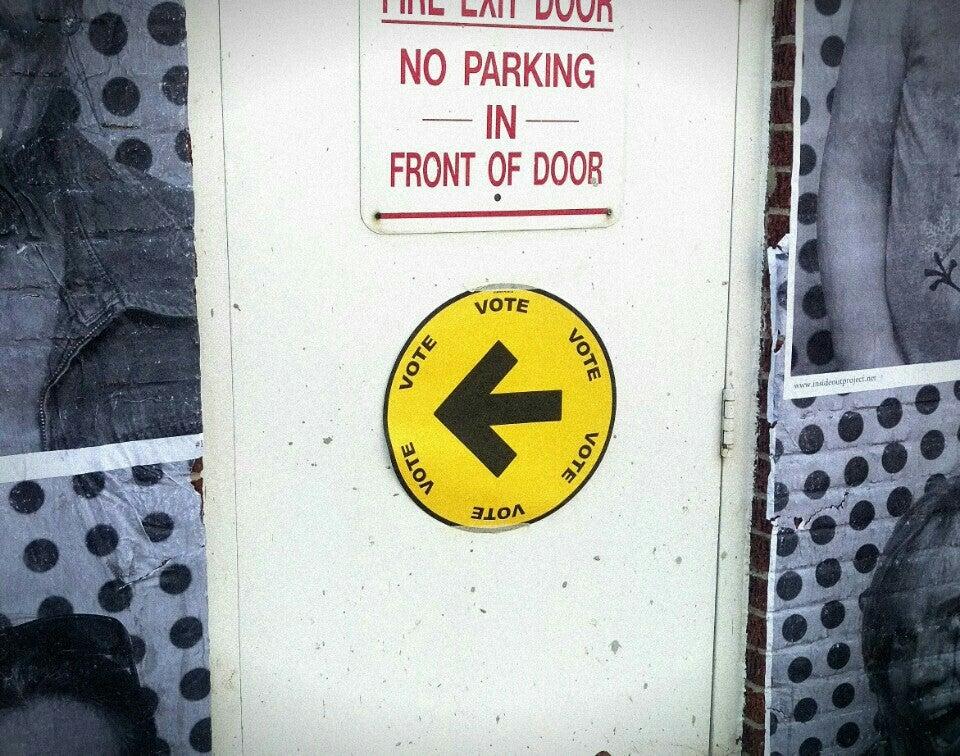 FIRE EXIT DOOR
NO PARKING
IN
FRONT OF DOOR
VOTE
VOTE
VOTE
VOTE
VOTE
VOTE
www.insideoutproject.net